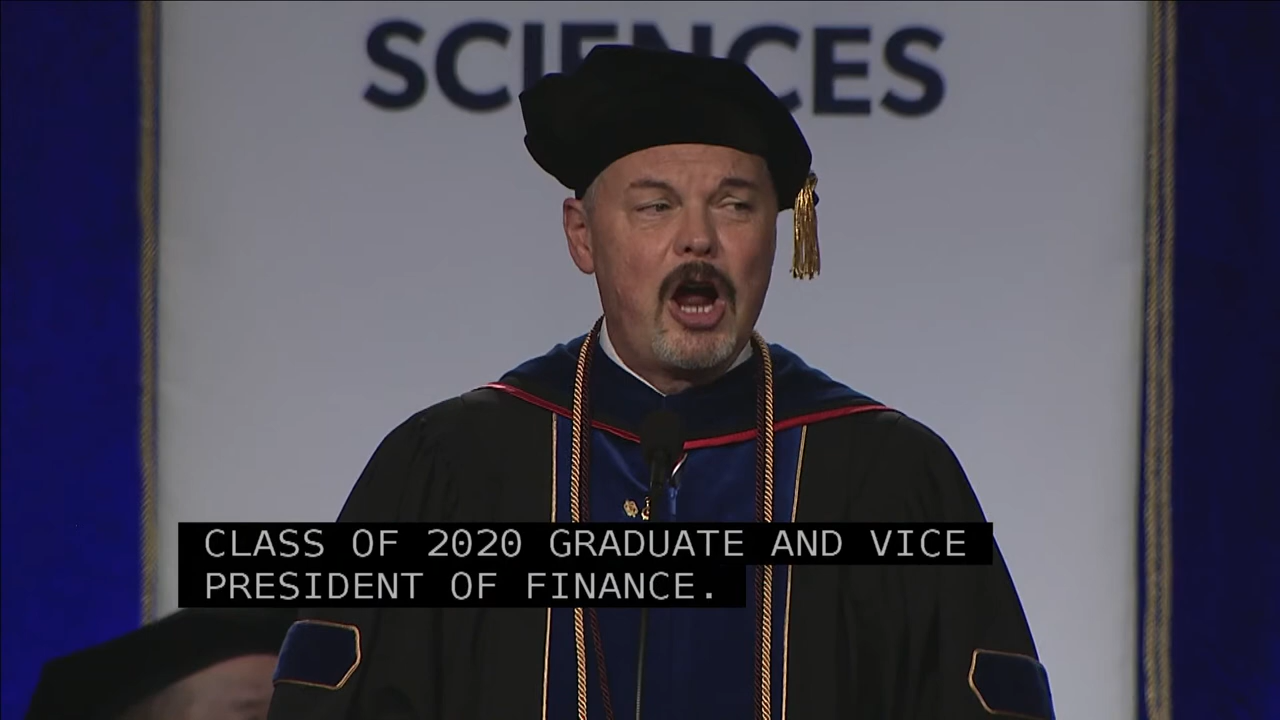 SCIENCES
CLASS OF 2020 GRADUATE AND VICE
PRESIDENT OF FINANCE.